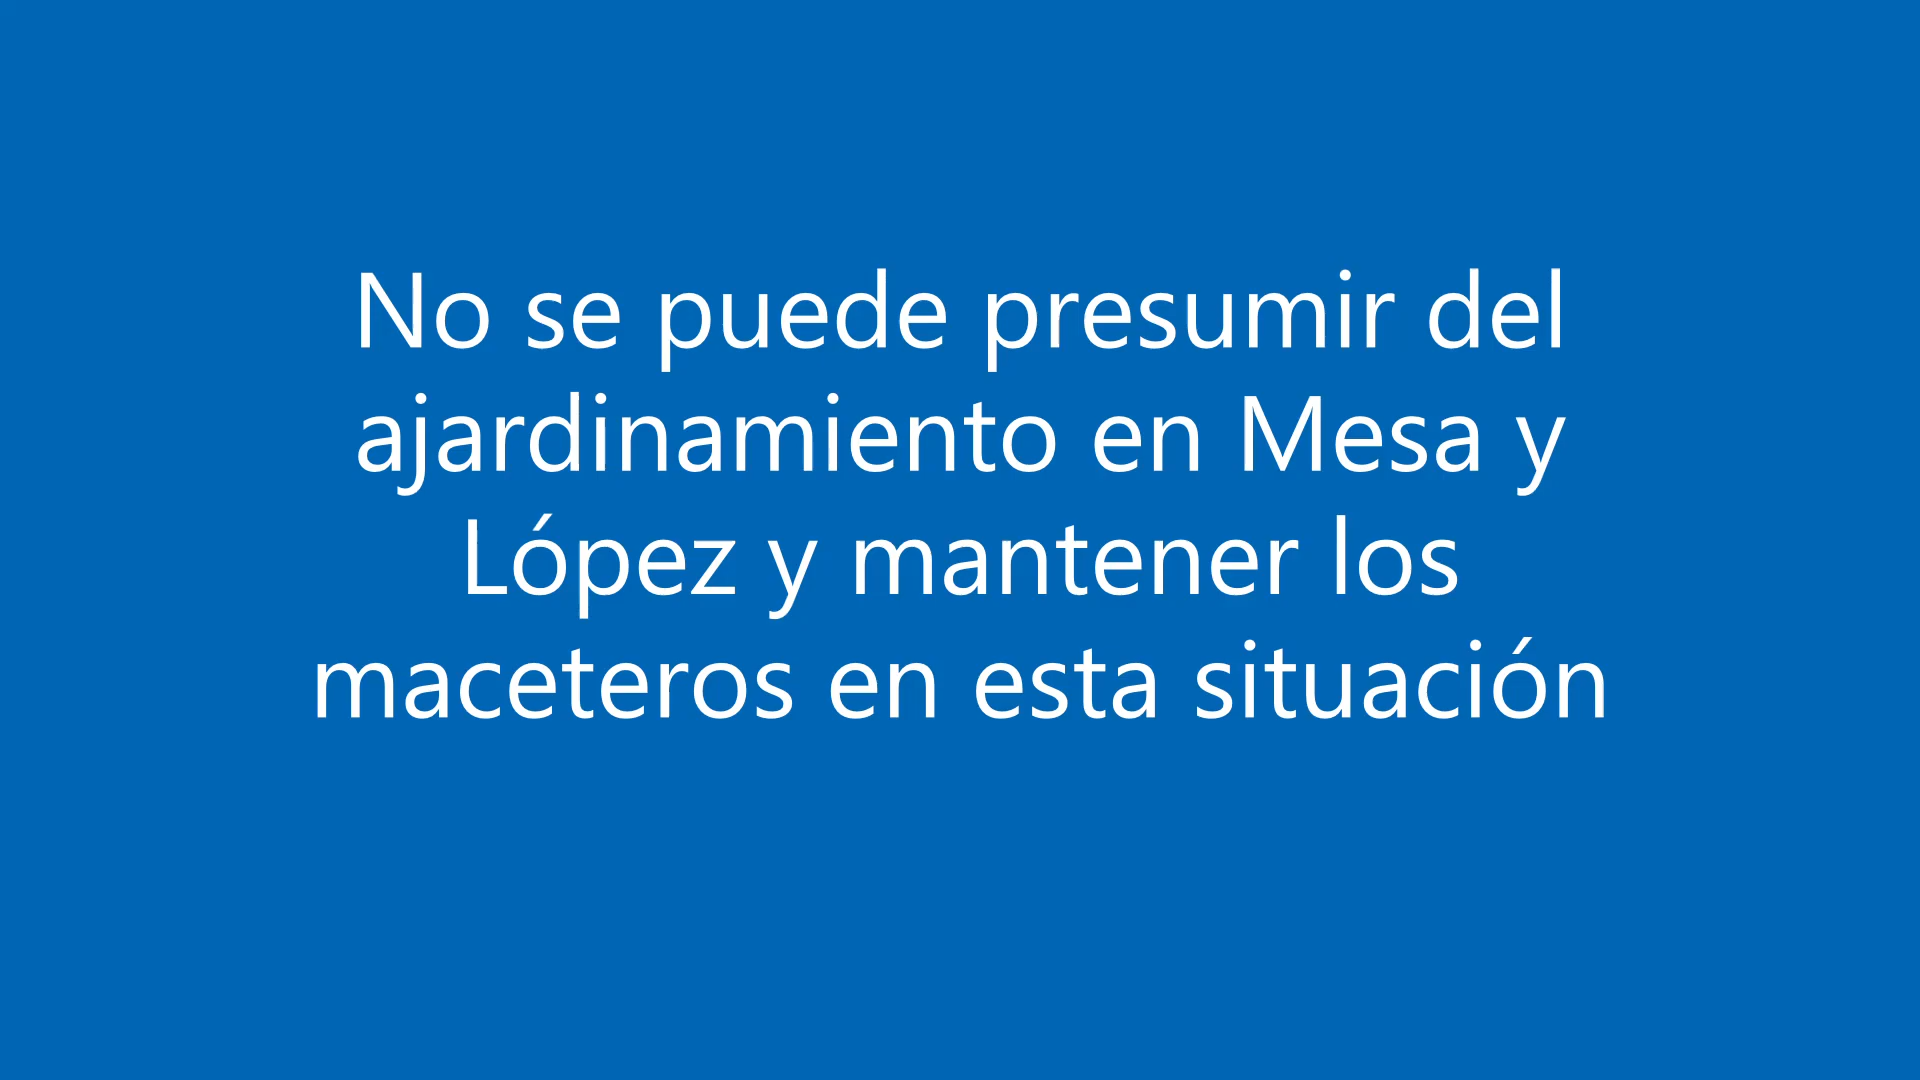 No se puede presumir del
ajardinamiento en Mesa y
López y mantener los
maceteros en esta situación